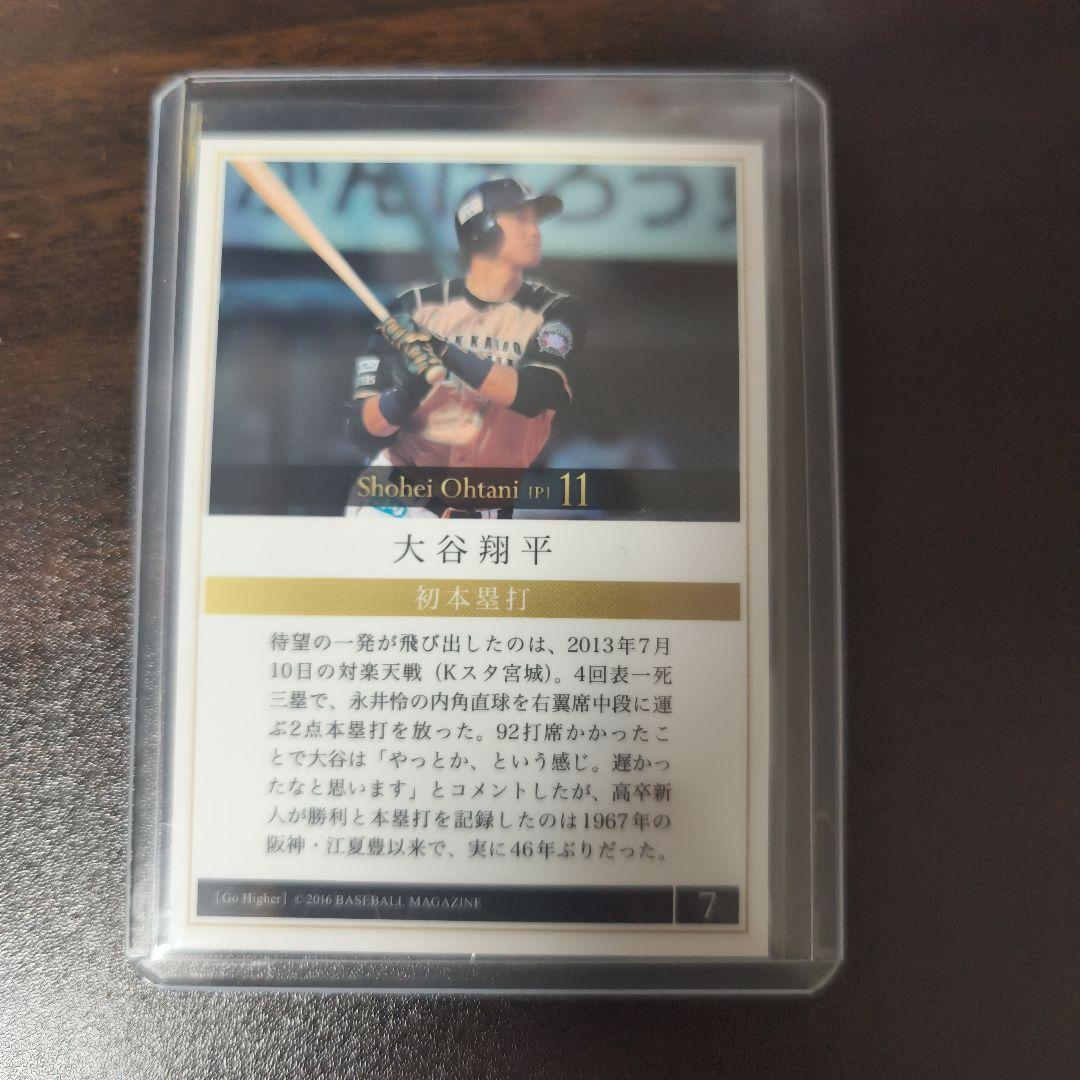 がんばろう
Shohei Ohtani [P] 11
大谷翔平
初本塁打
待望の一発が飛び出したのは、2013年7月
10日の対楽天戦（Kスタ宮城）。4回表一死
三塁で、永井怜の内角直球を右翼席中段に運
ぶ2点本塁打を放った。92打席かかったこ
とで大谷は「やっとか、という感じ。遅かっ
たなと思います」とコメントしたが、高卒新
人が勝利と本塁打を記録したのは1967年の
阪神・江夏豊以来で、実に46年ぶりだった。
[Go Higher] ©2016 BASEBALL MAGAZINE
7